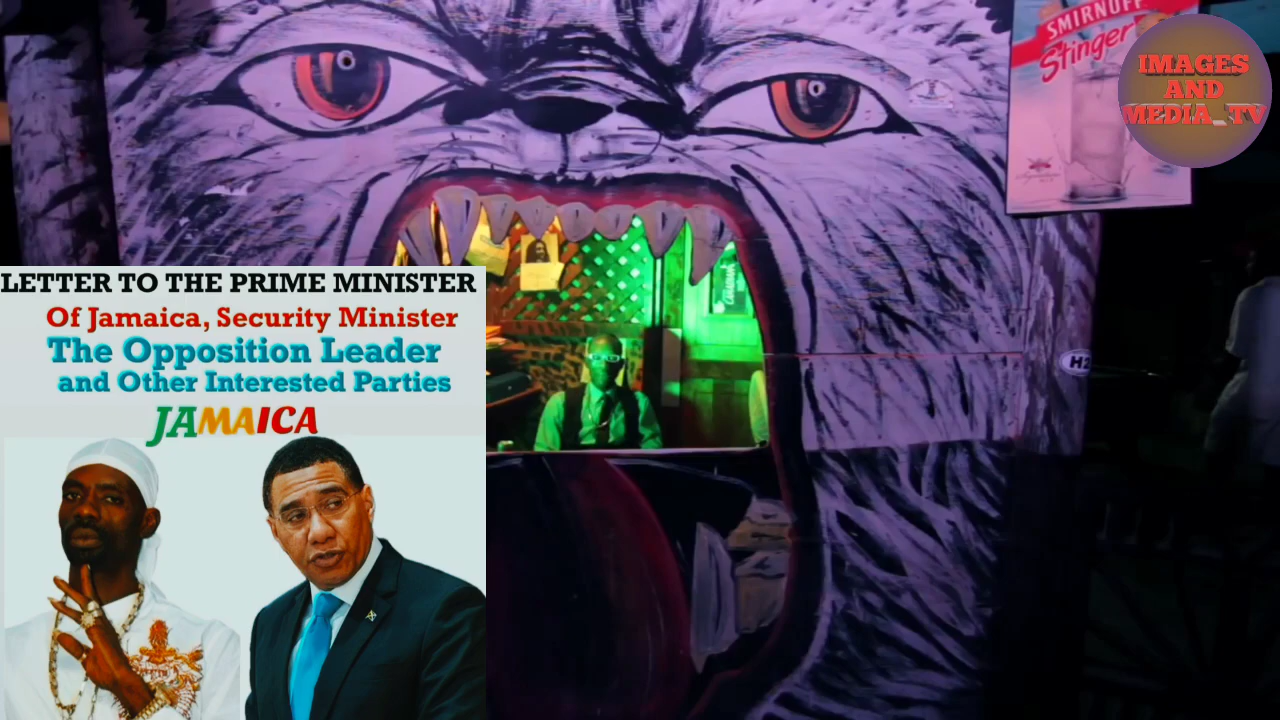 LETTER TO THE PRIME MINISTER
Of Jamaica, Security Minister
The Opposition Leader
and Other Interested Parties
JAMAICA
SMIRNOFF
Stinger
IMAGES
AND
MEDIA_TV